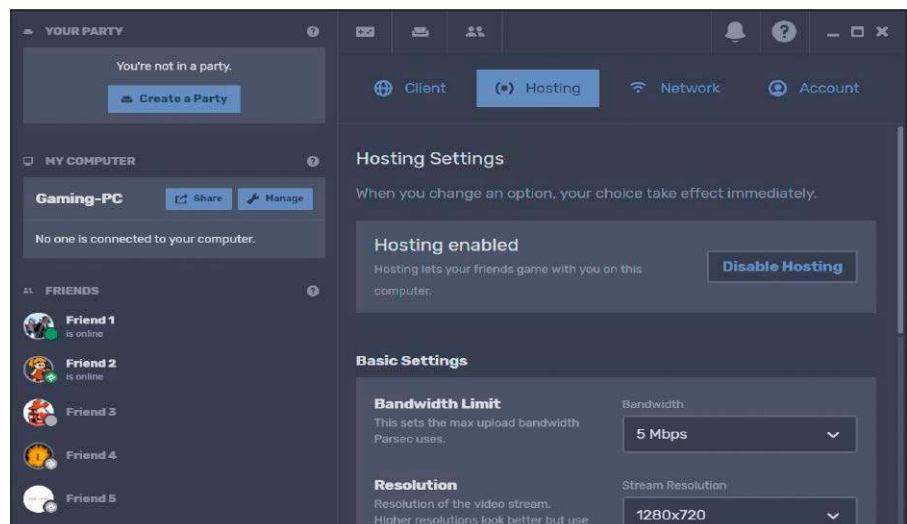 YOUR PARTY
You're not in a party.
Create a Party
MY COMPUTER
Gaming-PC
Share
Manage
No one is connected to your computer.
FRIENDS
Friend 1
is online
Friend 2
is online
Friend 3
Friend 4
Friend 5
Client
Hosting
Network
Account
Hosting Settings
When you change an option, your choice take effect immediately.
Hosting enabled
Hosting lets your friends game with you on this
computer.
Disable Hosting
Basic Settings
Bandwidth Limit
This sets the max upload bandwidth
Parsec uses.
Bandwidth
5 Mbps
Resolution
Resolution of the video stream.
Higher resolutions look better but use
Stream Resolution
1280x720